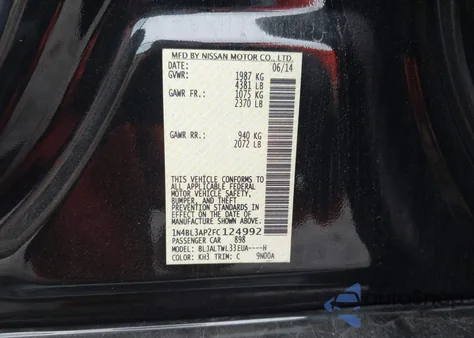 MFD BY NISSAN MOTOR CO., LTD.
DATE: 06/14
GVWR: 1987 KG
4381 LB
GAWR FR.: 1075 KG
2370 LB
GAWR RR.: 940 KG
2072 LB
THIS VEHICLE CONFORMS TO
ALL APPLICABLE FEDERAL
MOTOR VEHICLE SAFETY,
BUMPER, AND THEFT
PREVENTION STANDARDS IN
EFFECT ON THE DATE OF
MANUFACTURE SHOWN ABOVE.
1N4BL3AP2FC124992
PASSENGER CAR 898
MODEL: BLJALTWL33EUA----H
COLOR: KH3 TRIM: C 9N00A